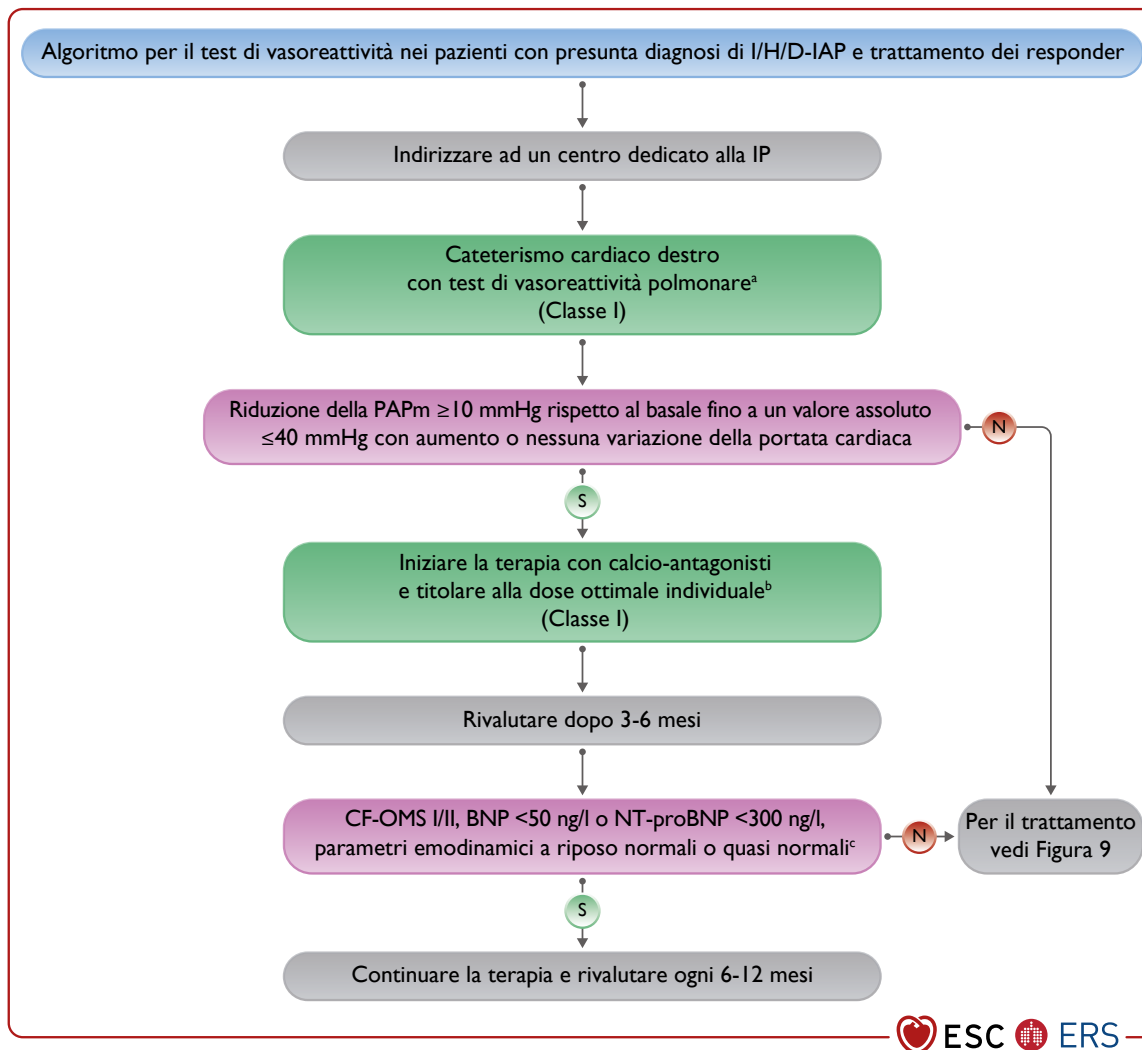 Algoritmo per il test di vasoreattività nei pazienti con presunta diagnosi di I/H/D-IAP e trattamento dei responder
Indirizzare ad un centro dedicato alla IP
Cateterismo cardiaco destro
con test di vasoreattività polmonareᵃ
(Classe I)
Riduzione della PAPm ≥10 mmHg rispetto al basale fino a un valore assoluto
≤40 mmHg con aumento o nessuna variazione della portata cardiaca
N
S
Iniziare la terapia con calcio-antagonisti
e titolare alla dose ottimale individualeᵇ
(Classe I)
Rivalutare dopo 3-6 mesi
CF-OMS I/II, BNP <50 ng/l o NT-proBNP <300 ng/l,
parametri emodinamici a riposo normali o quasi normaliᶜ
N
Per il trattamento
vedi Figura 9
S
Continuare la terapia e rivalutare ogni 6-12 mesi
ESC ERS